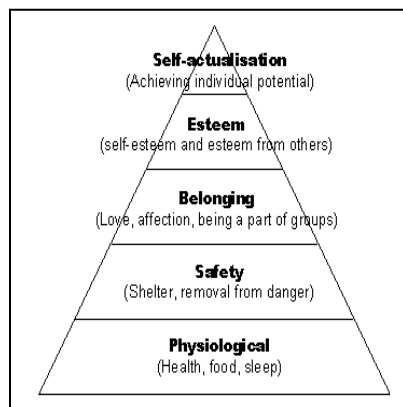 Self-actualisation
(Achieving individual potential)
Esteem
(self-esteem and esteem from others)
Belonging
(Love, affection, being a part of groups)
Safety
(Shelter, removal from danger)
Physiological
(Health, food, sleep)